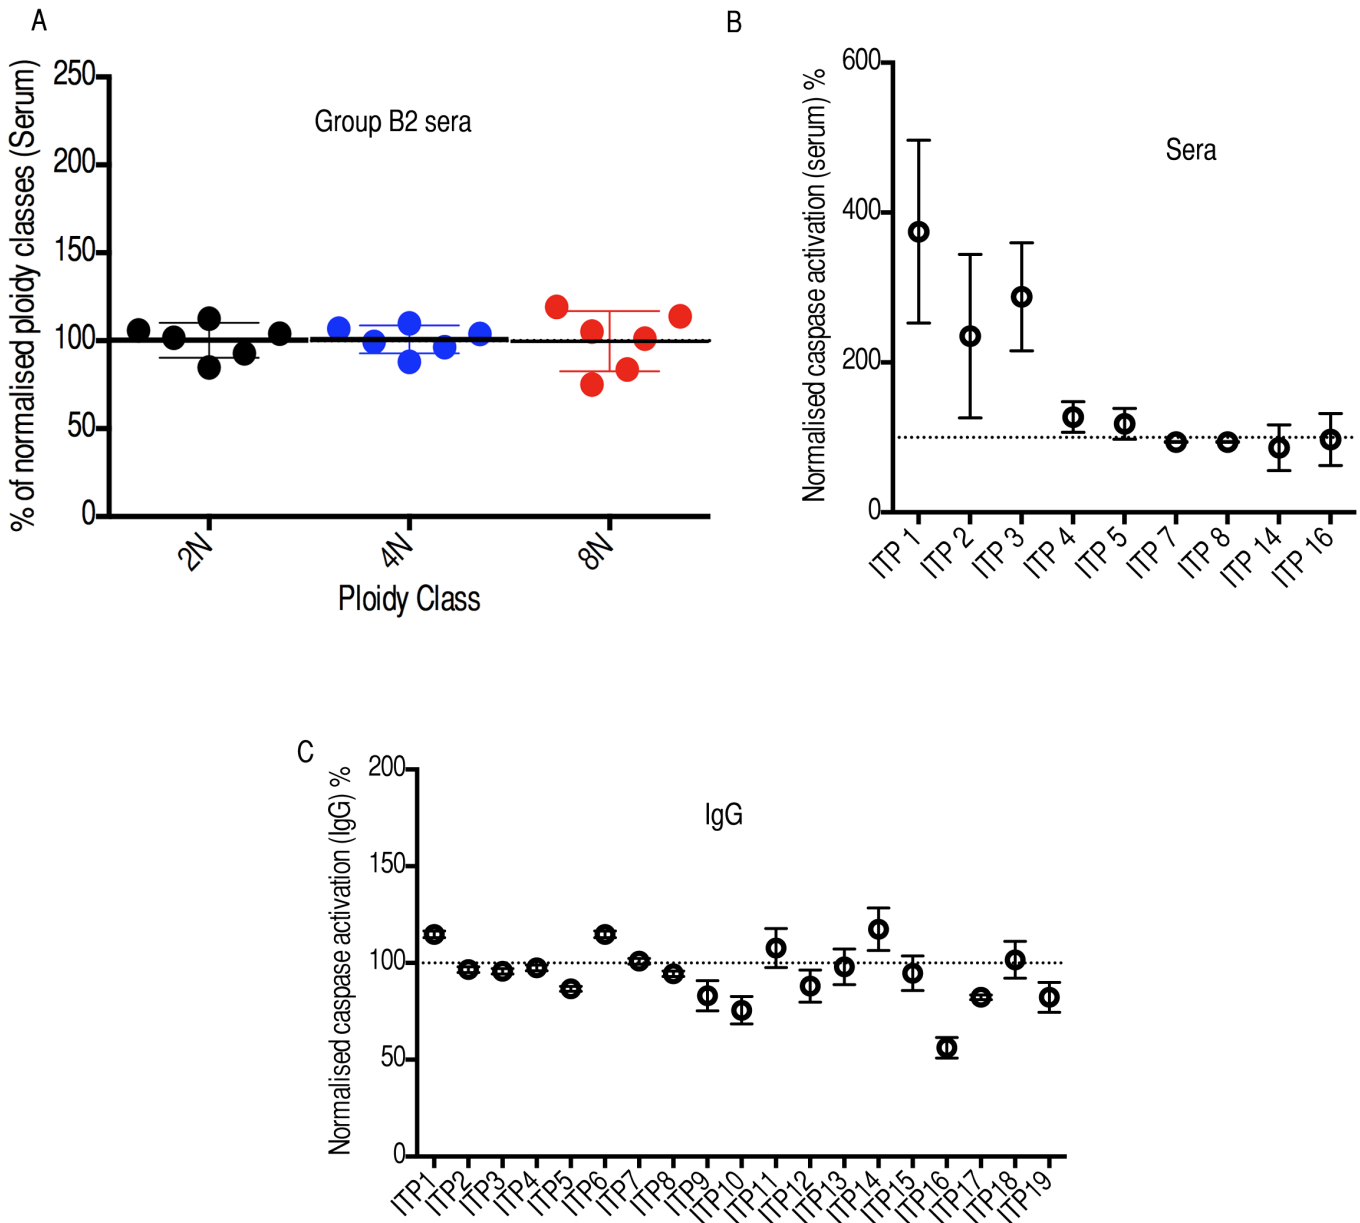 A
% of normalised ploidy classes (Serum)
250
200
150
100
50
0
Group B2 sera
2N
4N
8N
Ploidy Class
B
Normalised caspase activation (serum) %
600
400
200
0
Sera
ITP 1
ITP 2
ITP 3
ITP 4
ITP 5
ITP 7
ITP 8
ITP 14
ITP 16
C
Normalised caspase activation (IgG) %
200
150
100
50
0
IgG
ITP1
ITP2
ITP3
ITP4
ITP5
ITP6
ITP7
ITP8
ITP9
ITP10
ITP11
ITP12
ITP13
ITP14
ITP15
ITP16
ITP17
ITP18
ITP19